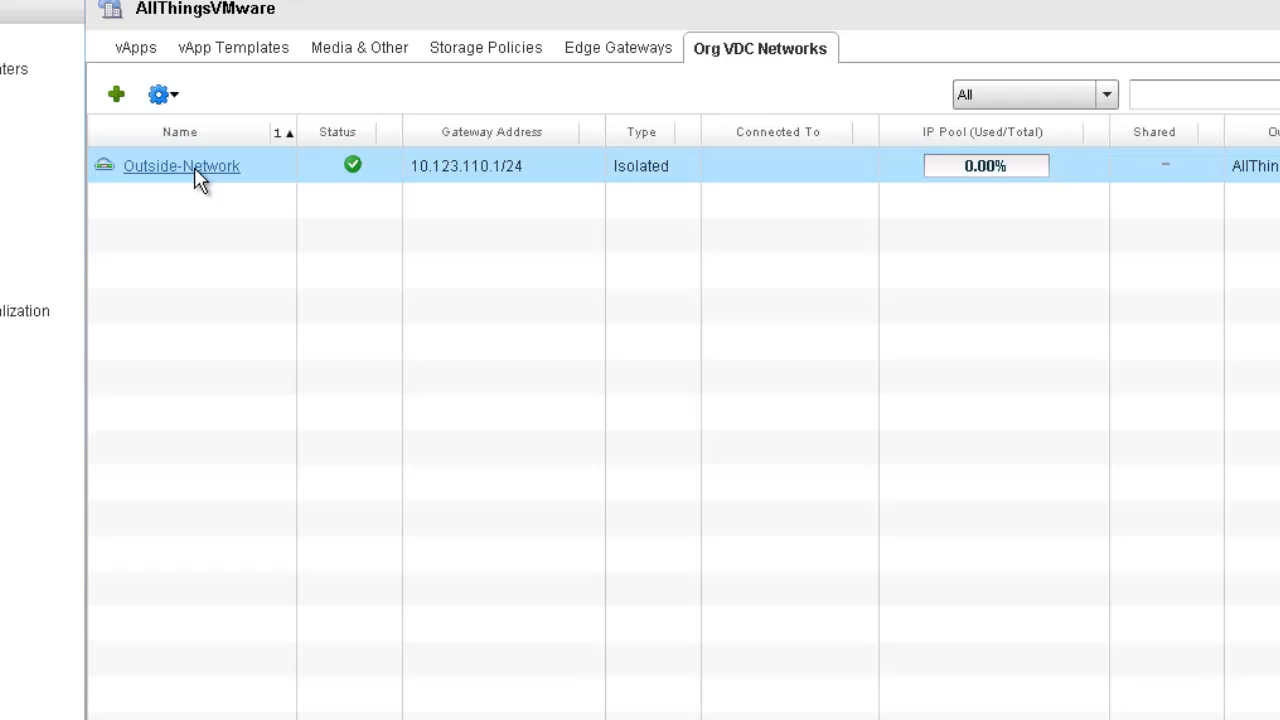 AllThingsVMware
vApps vApp Templates Media & Other Storage Policies Edge Gateways Org VDC Networks
All
Name 1 Status Gateway Address Type Connected To IP Pool (Used/Total) Shared
Outside-Network 10.123.110.1/24 Isolated 0.00% - AllThin
ters
lization